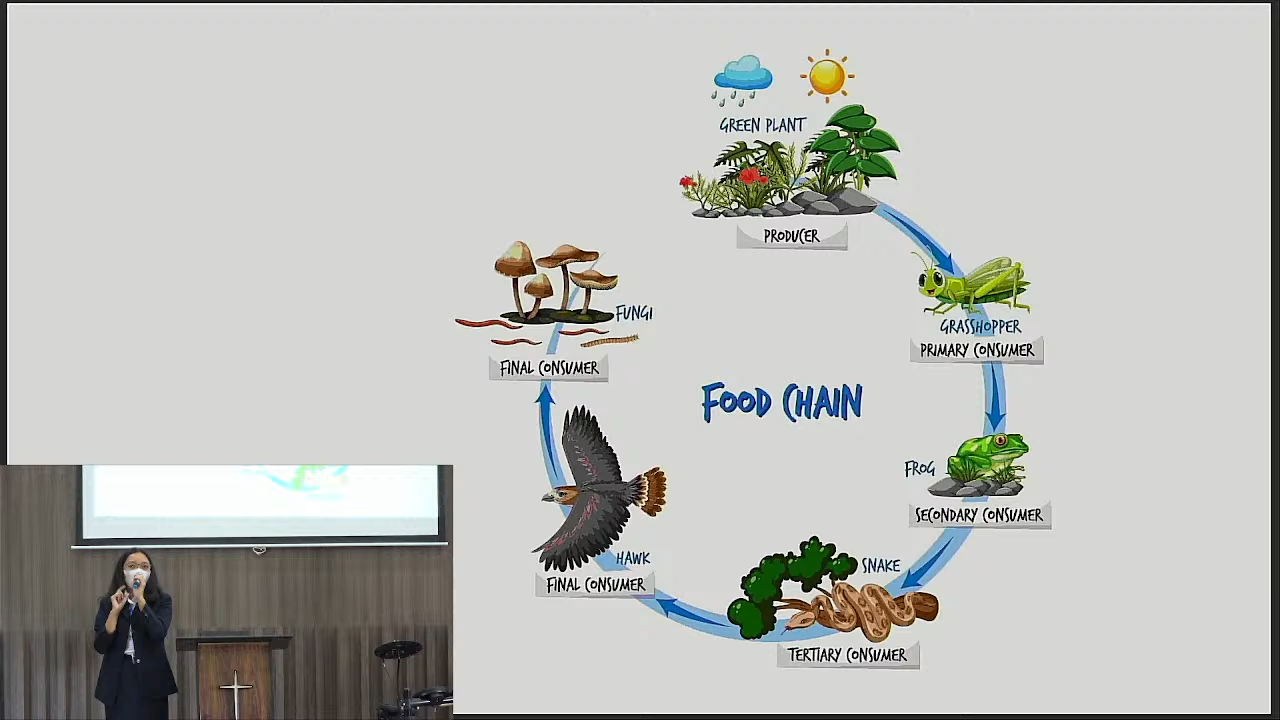 GREEN PLANT
PRODUCER
GRASSHOPPER
PRIMARY CONSUMER
FROG
SECONDARY CONSUMER
SNAKE
TERTIARY CONSUMER
HAWK
FINAL CONSUMER
FUNGI
FINAL CONSUMER
FOOD CHAIN